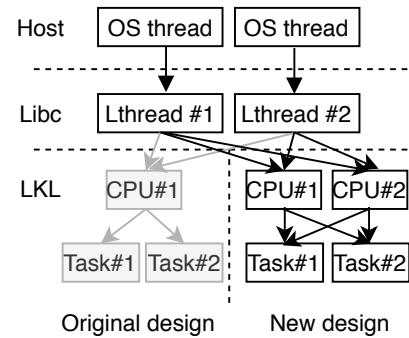 Host OS thread OS thread
Libc Lthread #1 Lthread #2
LKL CPU#1 CPU#1 CPU#2
Task#1 Task#2 Task#1 Task#2
Original design New design